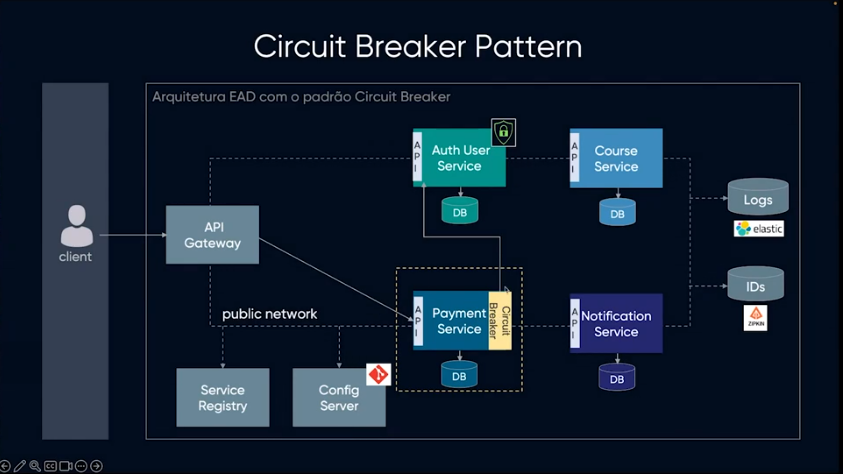 Circuit Breaker Pattern
Arquitetura EAD com o padrão Circuit Breaker
client
API
Gateway
public network
Service
Registry
Config
Server
API
Auth User
Service
DB
API
Course
Service
DB
API
Payment
Service
Circuit
Breaker
DB
API
Notification
Service
DB
Logs
elastic
IDs
ZIPKIN
CC